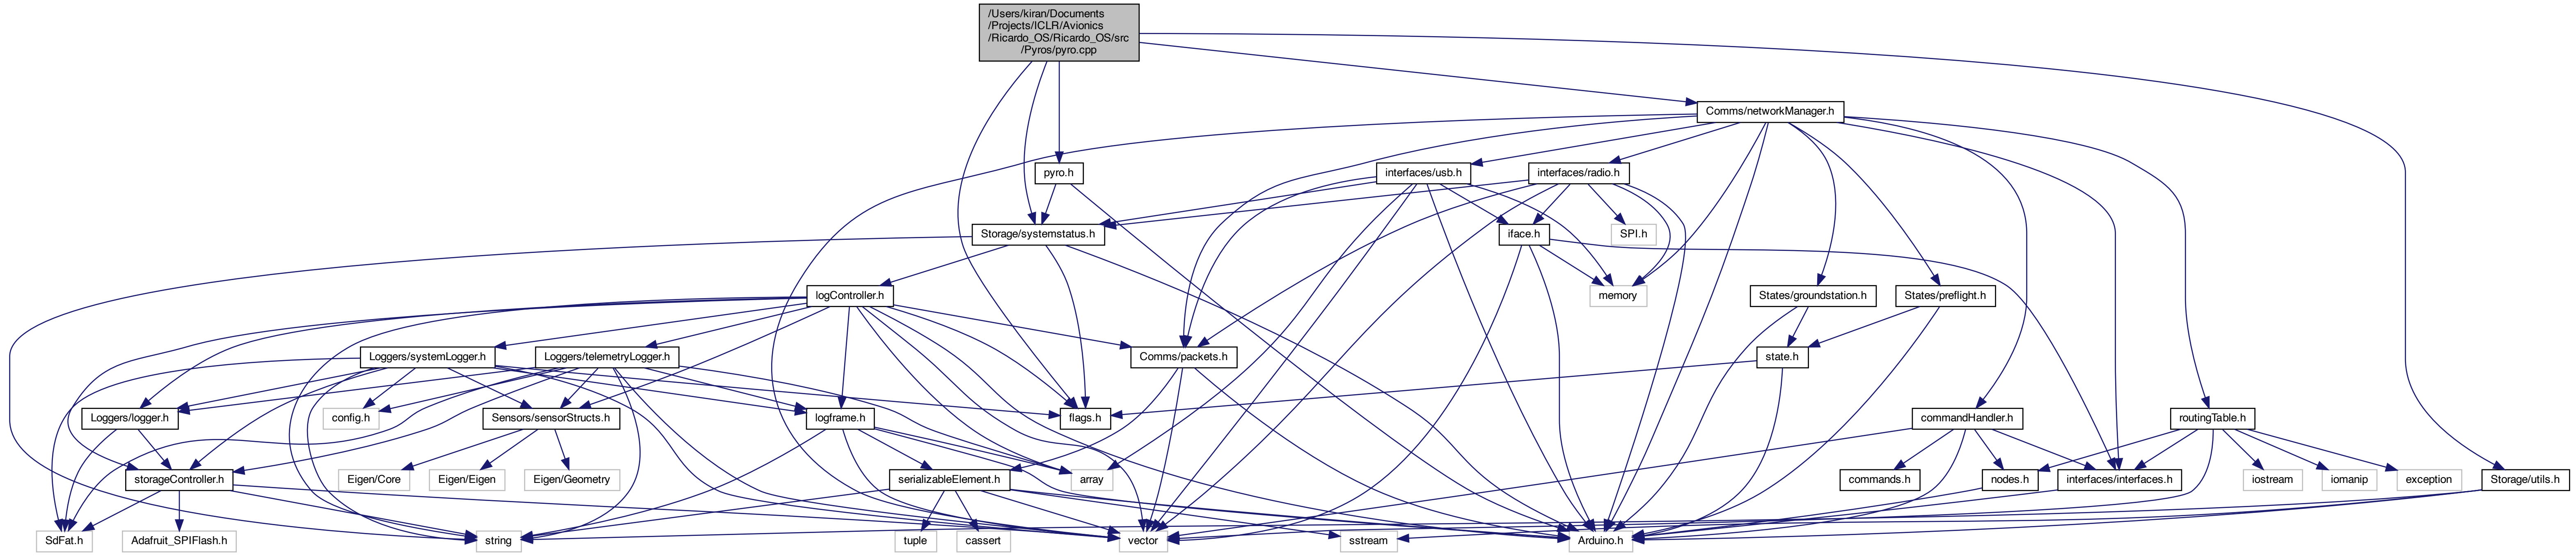 /Users/kiran/Documents
/Projects/ICLR/Avionics
/Ricardo_OS/Ricardo_OS/src
/Pyros/pyro.cpp
Comms/networkManager.h
pyro.h
interfaces/usb.h
interfaces/radio.h
Storage/systemstatus.h
iface.h
SPI.h
logController.h
memory
States/groundstation.h
States/preflight.h
Loggers/systemLogger.h
Loggers/telemetryLogger.h
Comms/packets.h
state.h
Loggers/logger.h
config.h
Sensors/sensorStructs.h
logframe.h
flags.h
commandHandler.h
routingTable.h
storageController.h
Eigen/Core
Eigen/Eigen
Eigen/Geometry
serializableElement.h
array
commands.h
nodes.h
interfaces/interfaces.h
iostream
iomanip
exception
Storage/utils.h
SdFat.h
Adafruit_SPIFlash.h
string
tuple
cassert
vector
sstream
Arduino.h